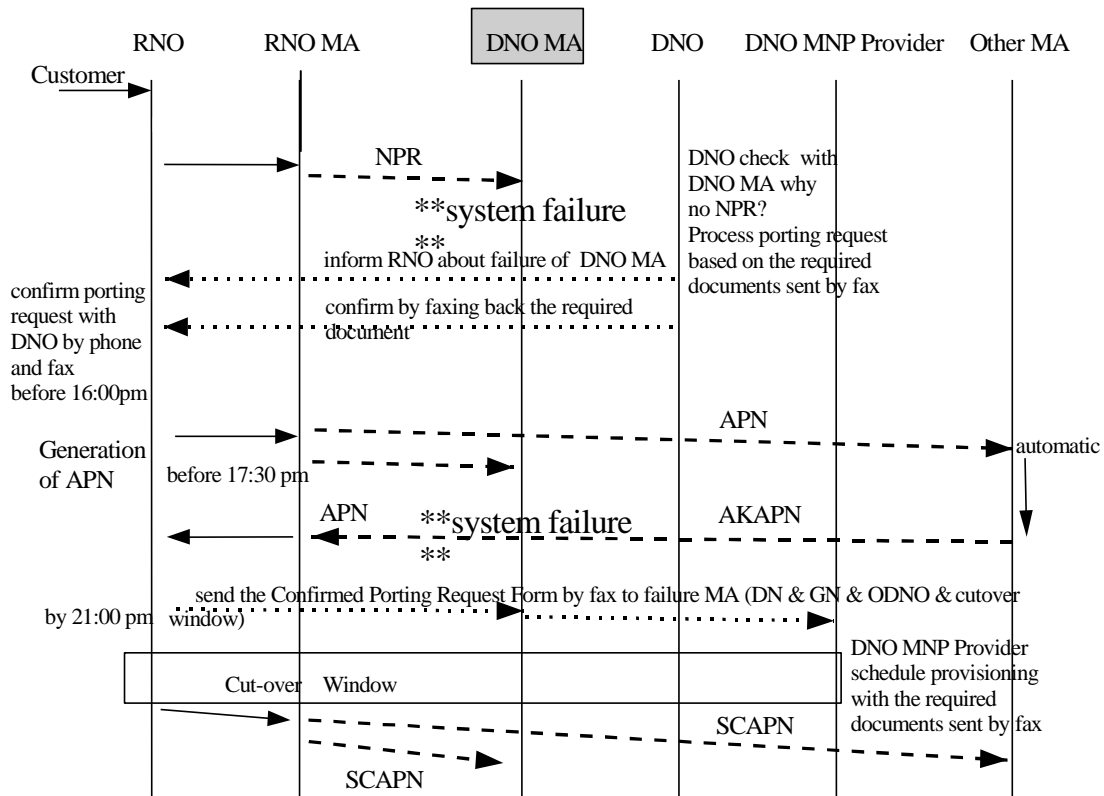 RNO RNO MA DNO MA DNO DNO MNP Provider Other MA
Customer
NPR
DNO check with
DNO MA why
no NPR?
Process porting request
based on the required
documents sent by fax
**system failure
**
inform RNO about failure of DNO MA
confirm by faxing back the required
document
confirm porting
request with
DNO by phone
and fax
before 16:00pm
APN
automatic
Generation
of APN
before 17:30 pm
APN
**system failure
**
AKAPN
send the Confirmed Porting Request Form by fax to failure MA (DN & GN & ODNO & cutover
window)
by 21:00 pm
DNO MNP Provider
schedule provisioning
with the required
documents sent by fax
Cut-over Window
SCAPN
SCAPN